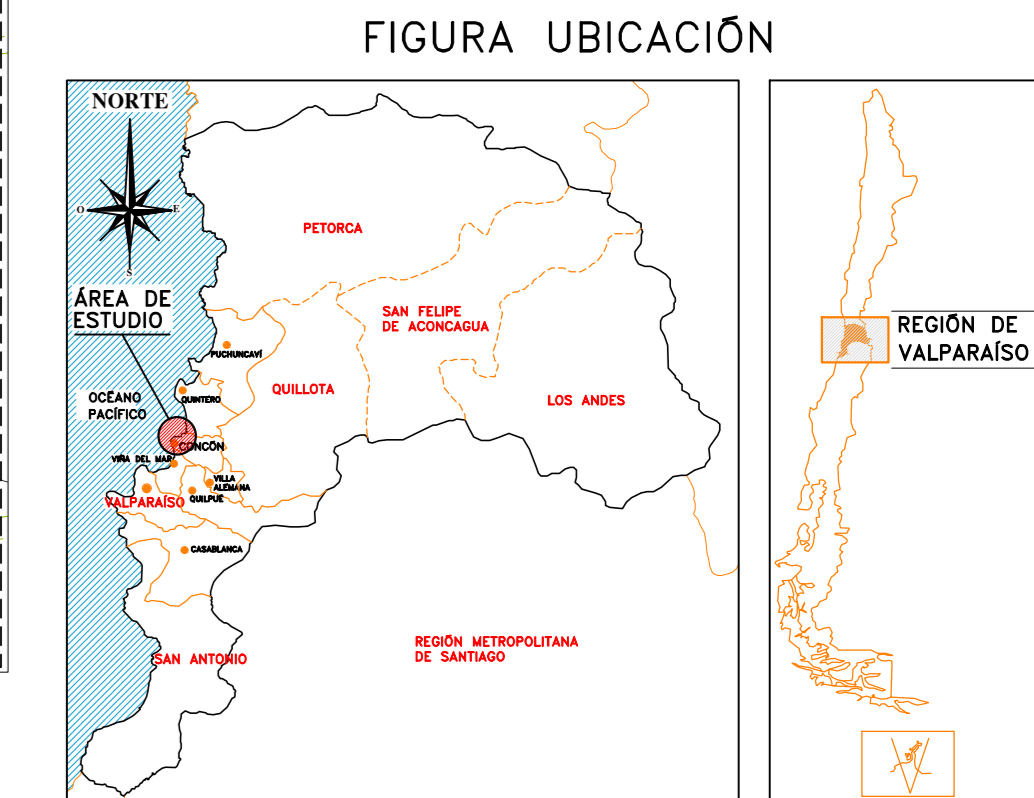 FIGURA UBICACIÓN
NORTE
O
E
S
ÁREA DE
ESTUDIO
OCÉANO
PACÍFICO
PETORCA
SAN FELIPE
DE ACONCAGUA
PUCHUNCAVÍ
QUILLOTA
QUINTERO
LOS ANDES
CONCÓN
VIÑA DEL MAR
VILLA
ALEMANA
QUILPUÉ
VALPARAÍSO
CASABLANCA
SAN ANTONIO
REGIÓN METROPOLITANA
DE SANTIAGO
REGIÓN DE
VALPARAÍSO